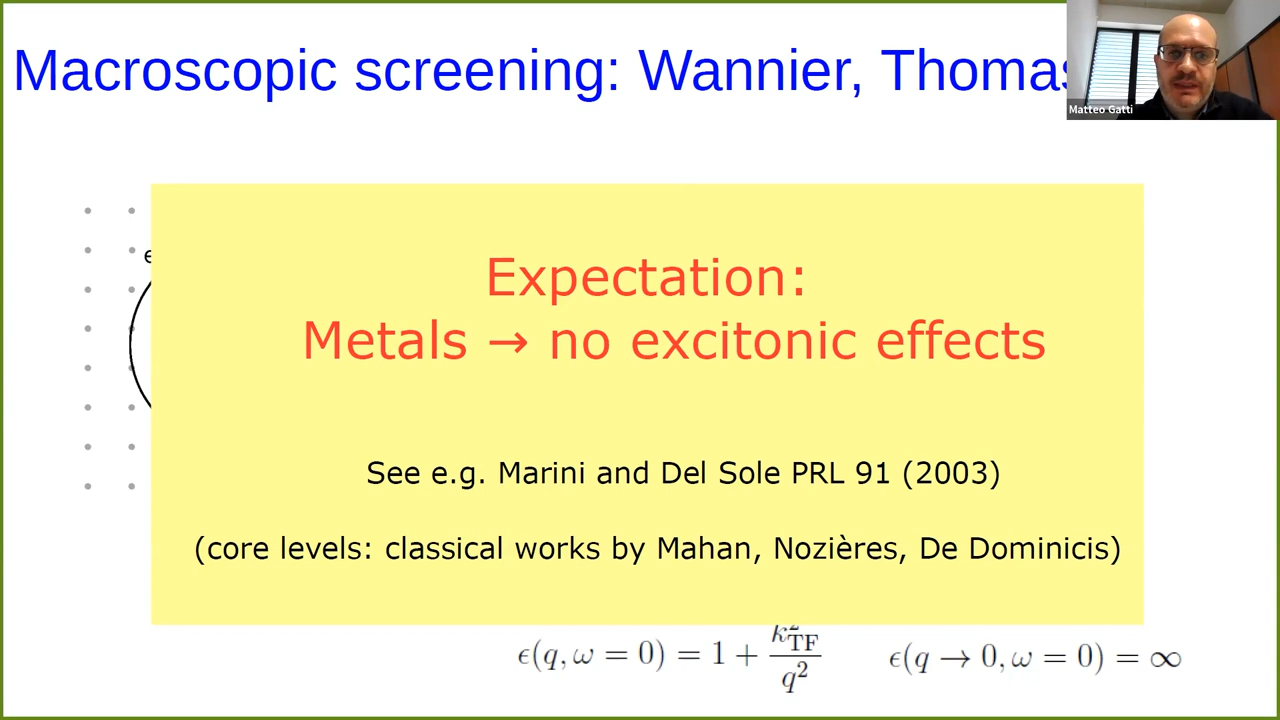 Macroscopic screening: Wannier, Thomas
Matteo Gatti
e
Expectation:
Metals → no excitonic effects
See e.g. Marini and Del Sole PRL 91 (2003)
(core levels: classical works by Mahan, Nozières, De Dominicis)
ϵ(q, ω = 0) = 1 + k²_TF / q²    ϵ(q → 0, ω = 0) = ∞